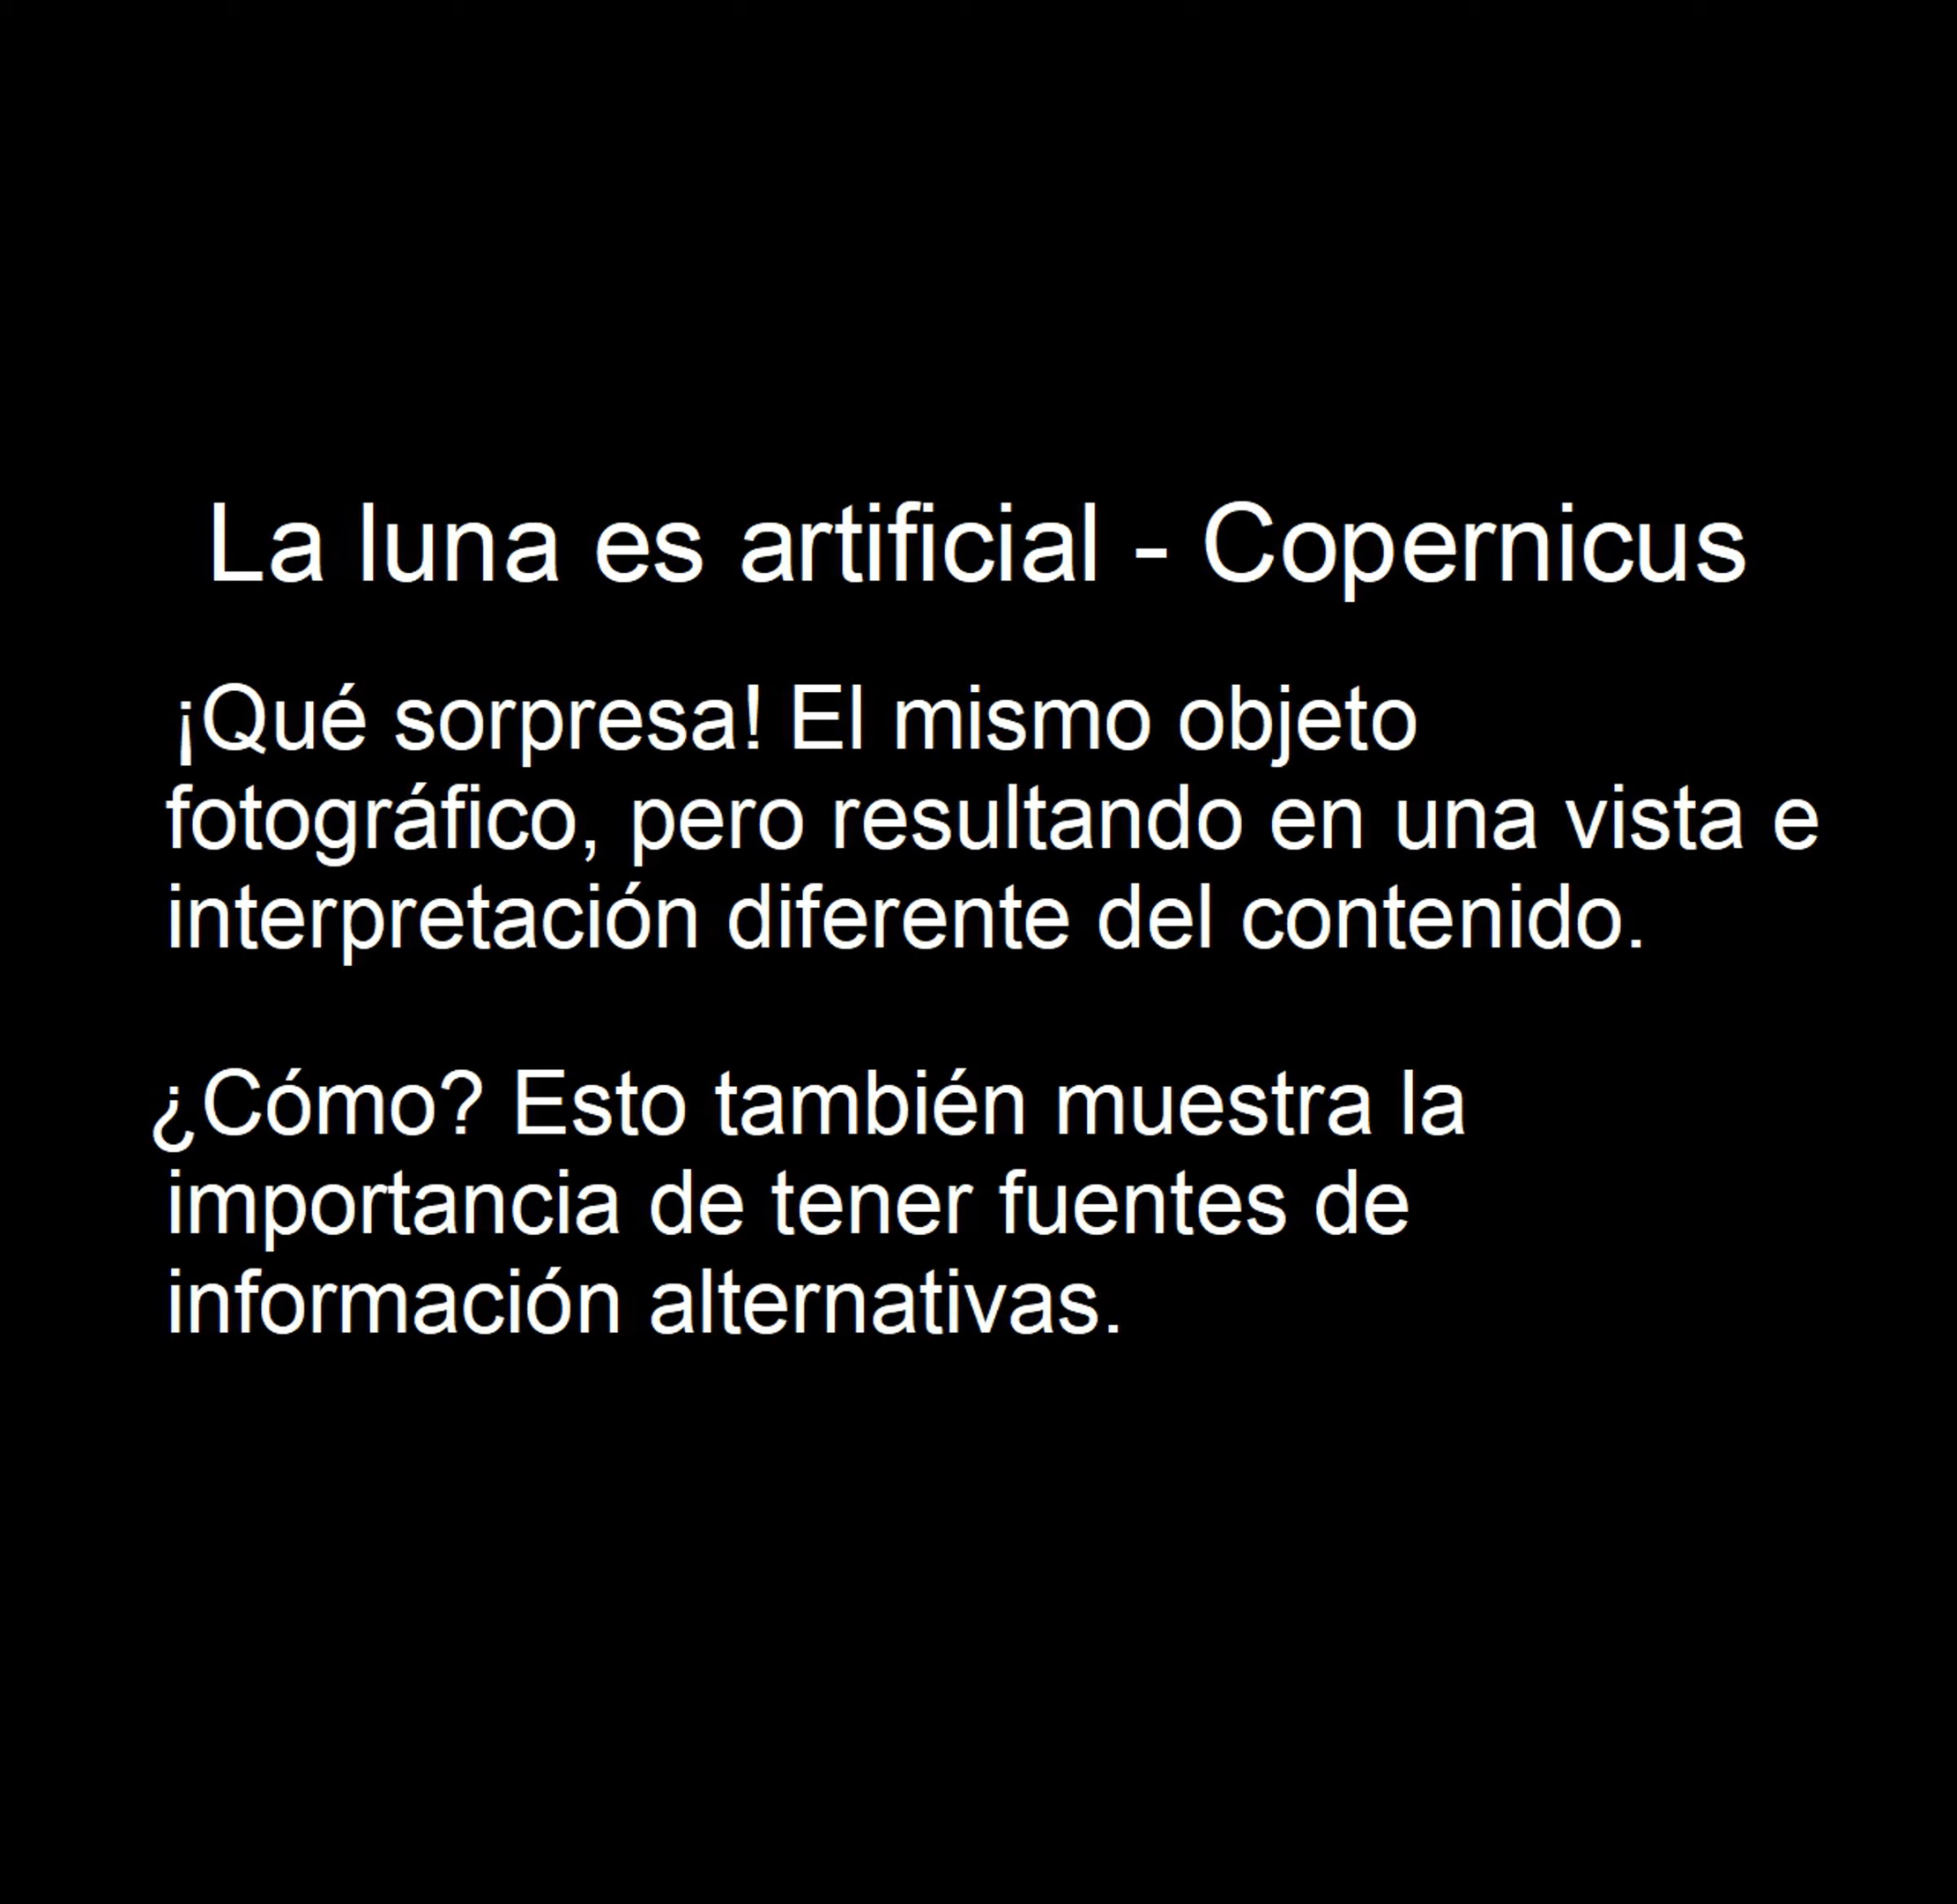 La luna es artificial - Copernicus
¡Qué sorpresa! El mismo objeto
fotográfico, pero resultando en una vista e
interpretación diferente del contenido.
¿Cómo? Esto también muestra la
importancia de tener fuentes de
información alternativas.